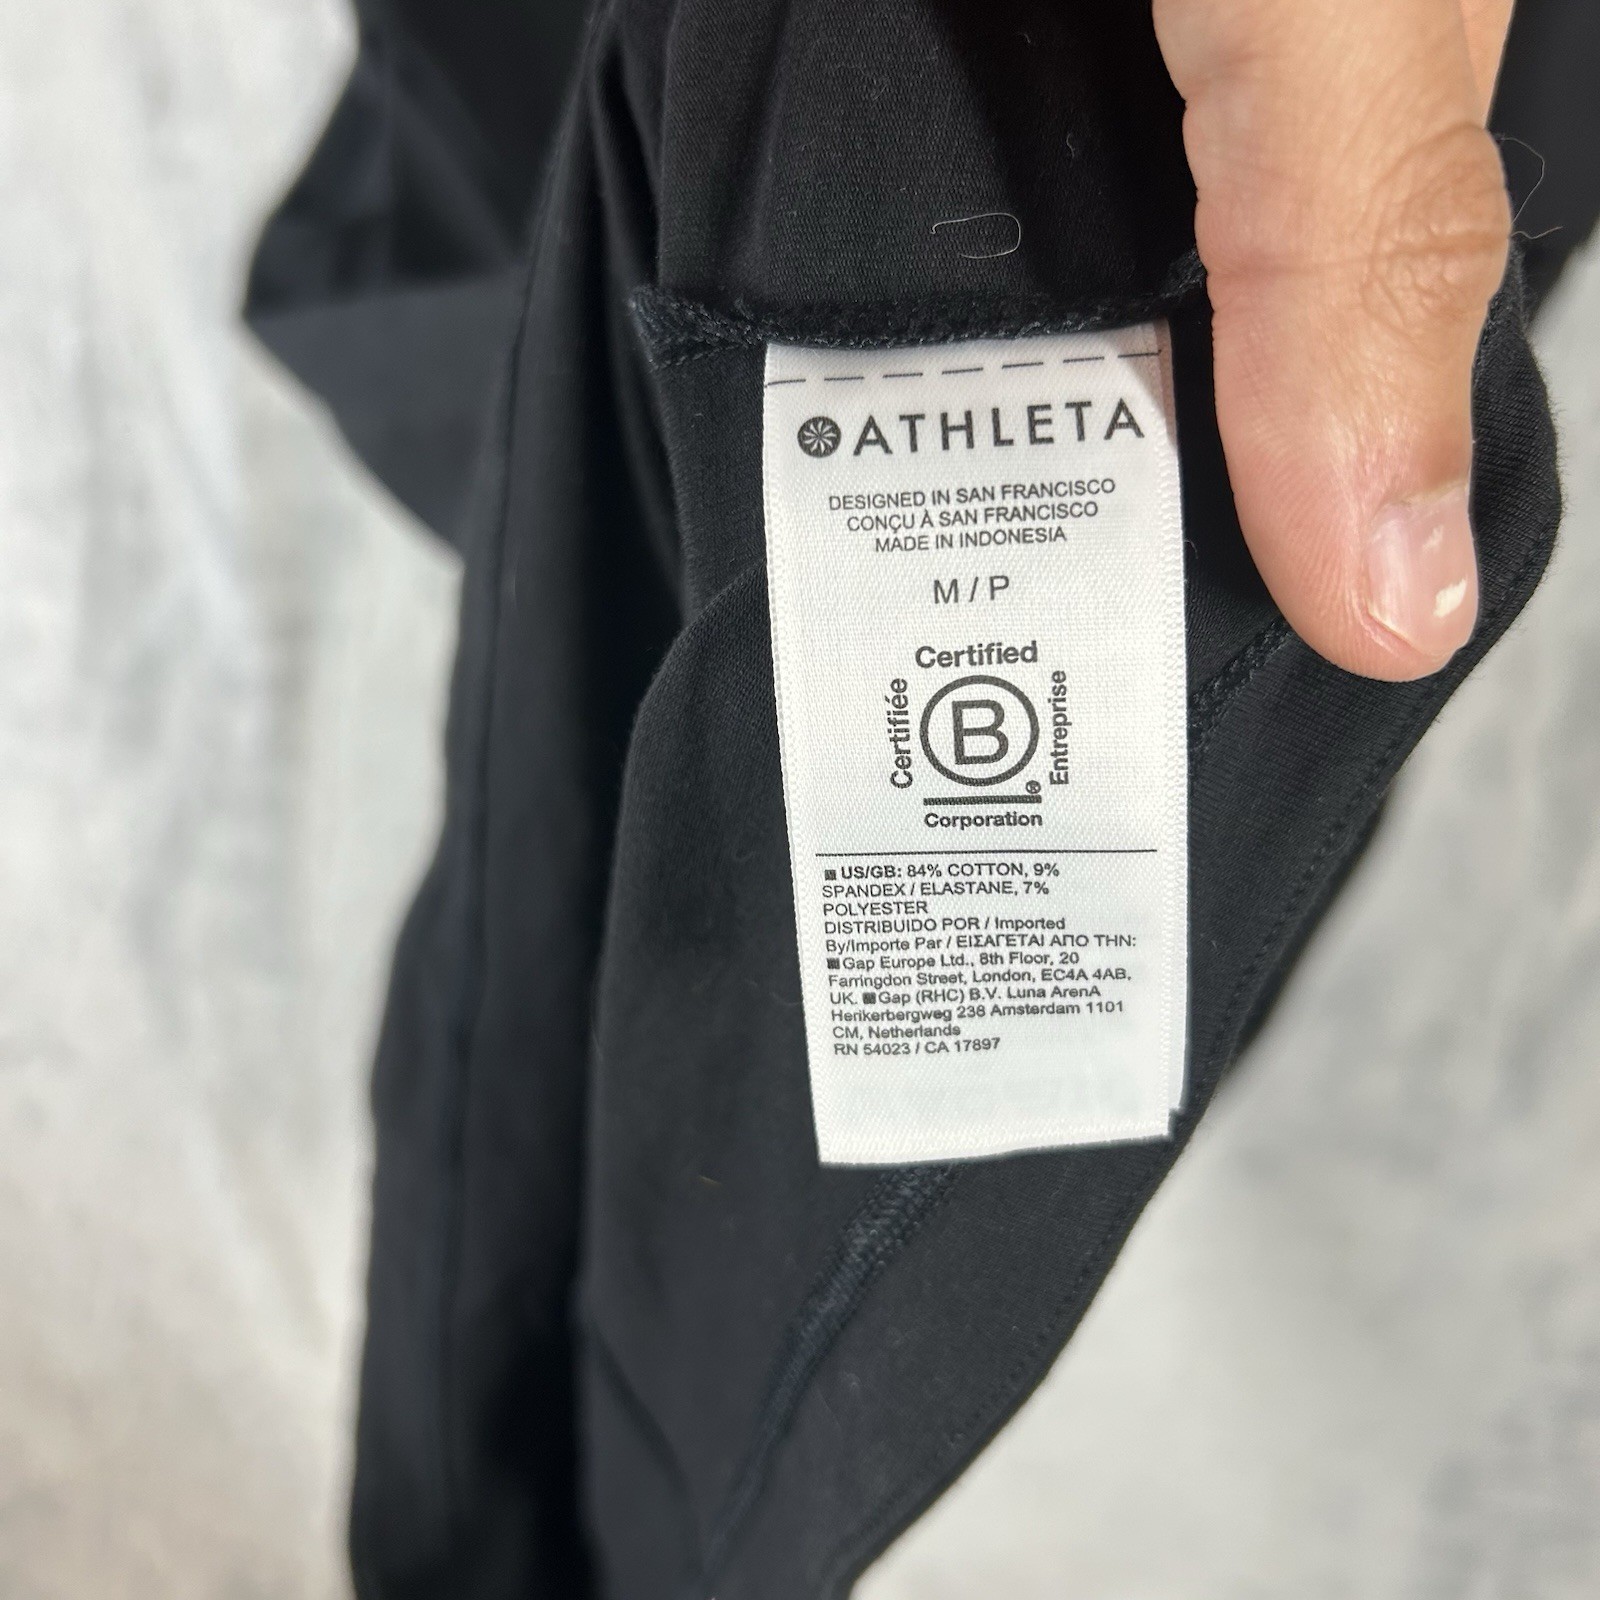 ATHLETA
DESIGNED IN SAN FRANCISCO
CONÇU À SAN FRANCISCO
MADE IN INDONESIA
M / P
Certified
Certifiée
B
Entreprise
®
Corporation
US/GB: 84% COTTON, 9%
SPANDEX / ELASTANE, 7%
POLYESTER
DISTRIBUIDO POR / Imported
By/Importe Par / ΕΙΣΑΓΕΤΑΙ ΑΠΟ ΤΗΝ:
Gap Europe Ltd., 8th Floor, 20
Farringdon Street, London, EC4A 4AB,
UK. Gap (RHC) B.V. Luna ArenA
Herikerbergweg 238 Amsterdam 1101
CM, Netherlands
RN 54023 / CA 17897